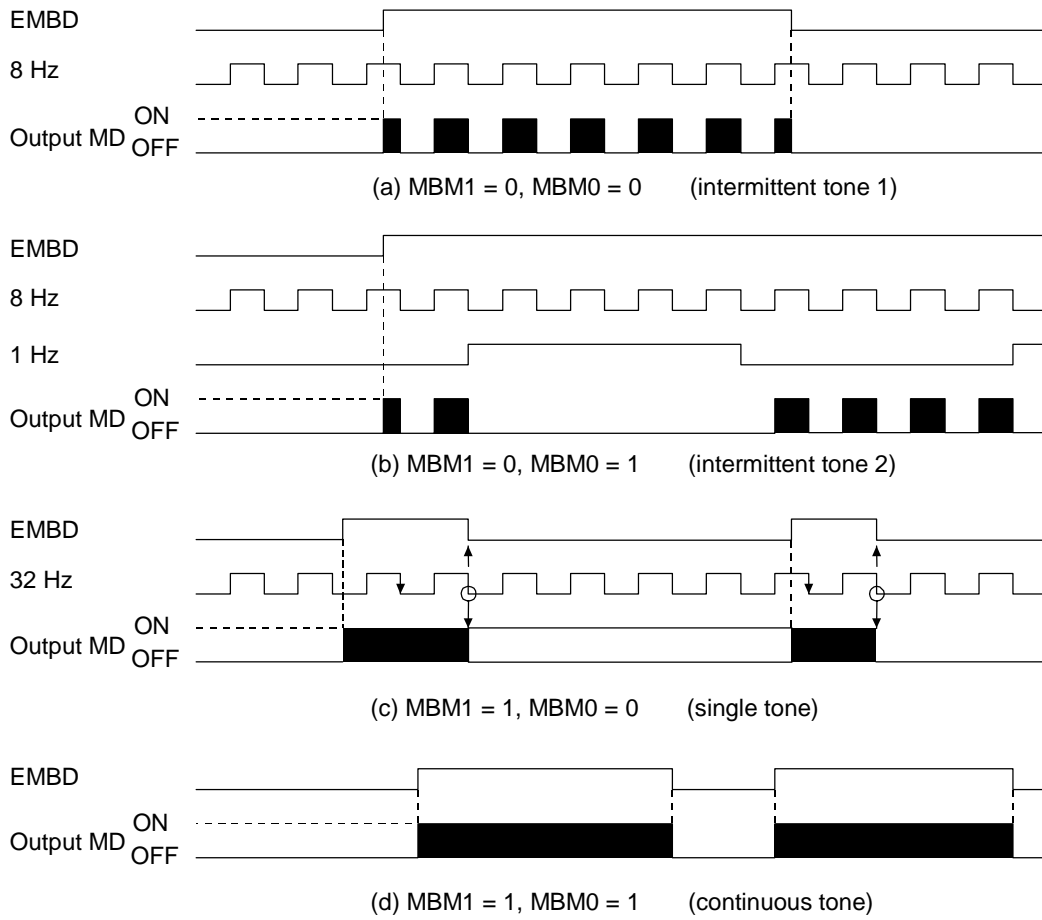 EMBD
8 Hz
ON
Output MD
OFF
(a) MBM1 = 0, MBM0 = 0 (intermittent tone 1)
EMBD
8 Hz
1 Hz
ON
Output MD
OFF
(b) MBM1 = 0, MBM0 = 1 (intermittent tone 2)
EMBD
32 Hz
ON
Output MD
OFF
(c) MBM1 = 1, MBM0 = 0 (single tone)
EMBD
ON
Output MD
OFF
(d) MBM1 = 1, MBM0 = 1 (continuous tone)